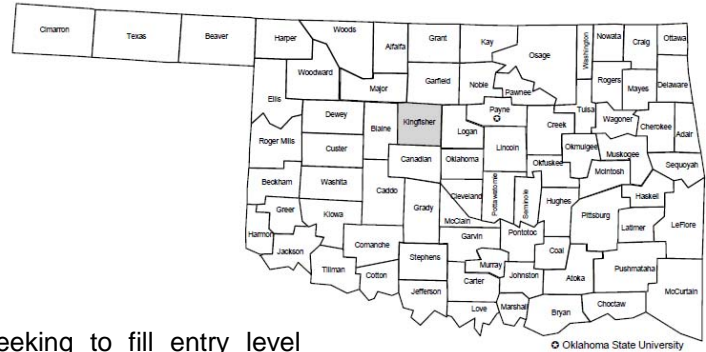 Cimarron Texas Beaver Harper Woods Alfalfa Grant Kay Osage Washington Nowata Craig Ottawa
Woodward Major Garfield Noble Pawnee Rogers Mayes Delaware
Ellis Dewey Blaine Kingfisher Logan Payne Creek Tulsa Wagoner Cherokee Adair
Roger Mills Custer Canadian Oklahoma Lincoln Okfuskee Okmulgee Muskogee McIntosh Sequoyah
Beckham Washita Caddo Grady Cleveland Pottawatomie Seminole Hughes Pittsburg Haskel
Greer Kiowa McClain Garvin Pontotoc Latimer LeFlore
Harmon Jackson Comanche Stephens Murray Coal
Tillman Cotton Jefferson Carter Johnston Atoka Pushmataha McCurtain
Love Marshall Bryan Choctaw
eeking to fill entry level
Oklahoma State University